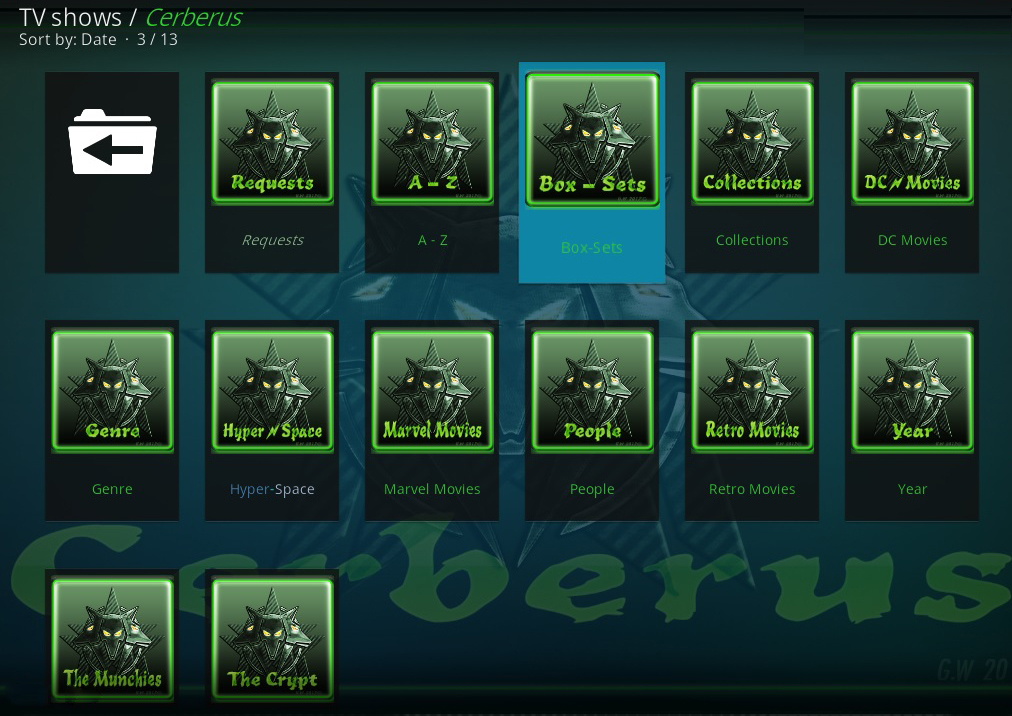 TV shows / Cerberus
Sort by: Date · 3 / 13
Requests
A - Z
Box - Sets
Collections
DC Movies
Requests
A - Z
Box-Sets
Collections
DC Movies
Genre
Hyper Space
Marvel Movies
People
Retro Movies
Year
Genre
Hyper-Space
Marvel Movies
People
Retro Movies
Year
Cerberus
The Munchies
The Crypt
G.W 20